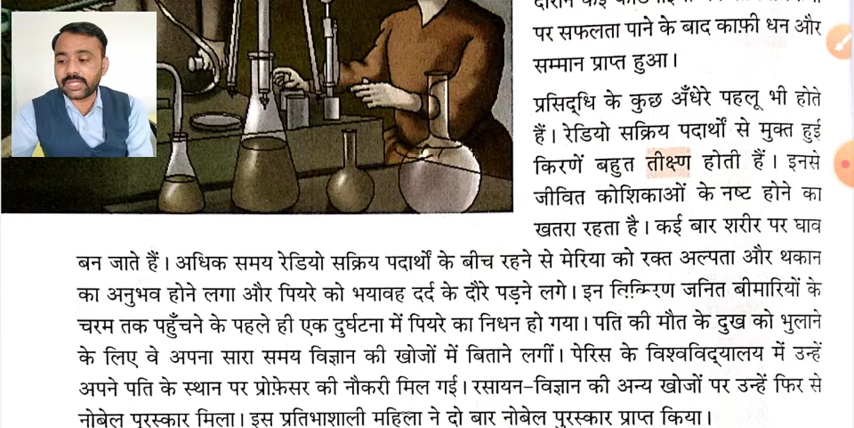 पर सफलता पाने के बाद काफ़ी धन और
सम्मान प्राप्त हुआ।
प्रसिद्धि के कुछ अँधेरे पहलू भी होते
हैं। रेडियो सक्रिय पदार्थों से मुक्त हुई
किरणें बहुत तीक्ष्ण होती हैं। इनसे
जीवित कोशिकाओं के नष्ट होने का
खतरा रहता है। कई बार शरीर पर घाव
बन जाते हैं। अधिक समय रेडियो सक्रिय पदार्थों के बीच रहने से मेरिया को रक्त अल्पता और थकान
का अनुभव होने लगा और पियरे को भयावह दर्द के दौरे पड़ने लगे। इन जनित बीमारियों के
चरम तक पहुँचने के पहले ही एक दुर्घटना में पियरे का निधन हो गया। पति की मौत के दुख को भुलाने
के लिए वे अपना सारा समय विज्ञान की खोजों में बिताने लगीं। पेरिस के विश्वविद्यालय में उन्हें
अपने पति के स्थान पर प्रोफ़ेसर की नौकरी मिल गई। रसायन-विज्ञान की अन्य खोजों पर उन्हें फिर से
नोबेल पुरस्कार मिला। इस प्रतिभाशाली महिला ने दो बार नोबेल पुरस्कार प्राप्त किया।